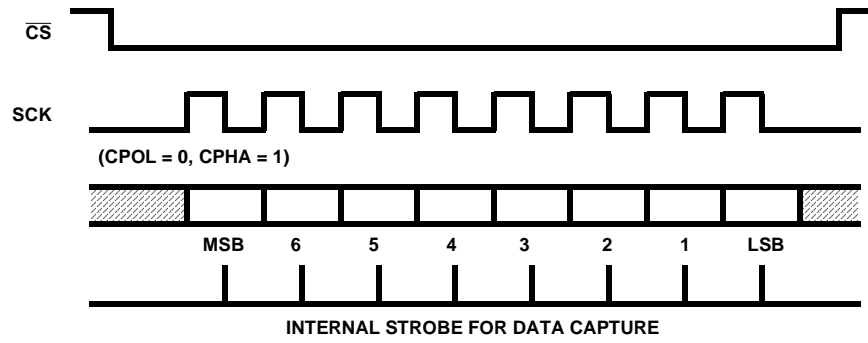 CS
SCK
(CPOL = 0, CPHA = 1)
MSB 6 5 4 3 2 1 LSB
INTERNAL STROBE FOR DATA CAPTURE